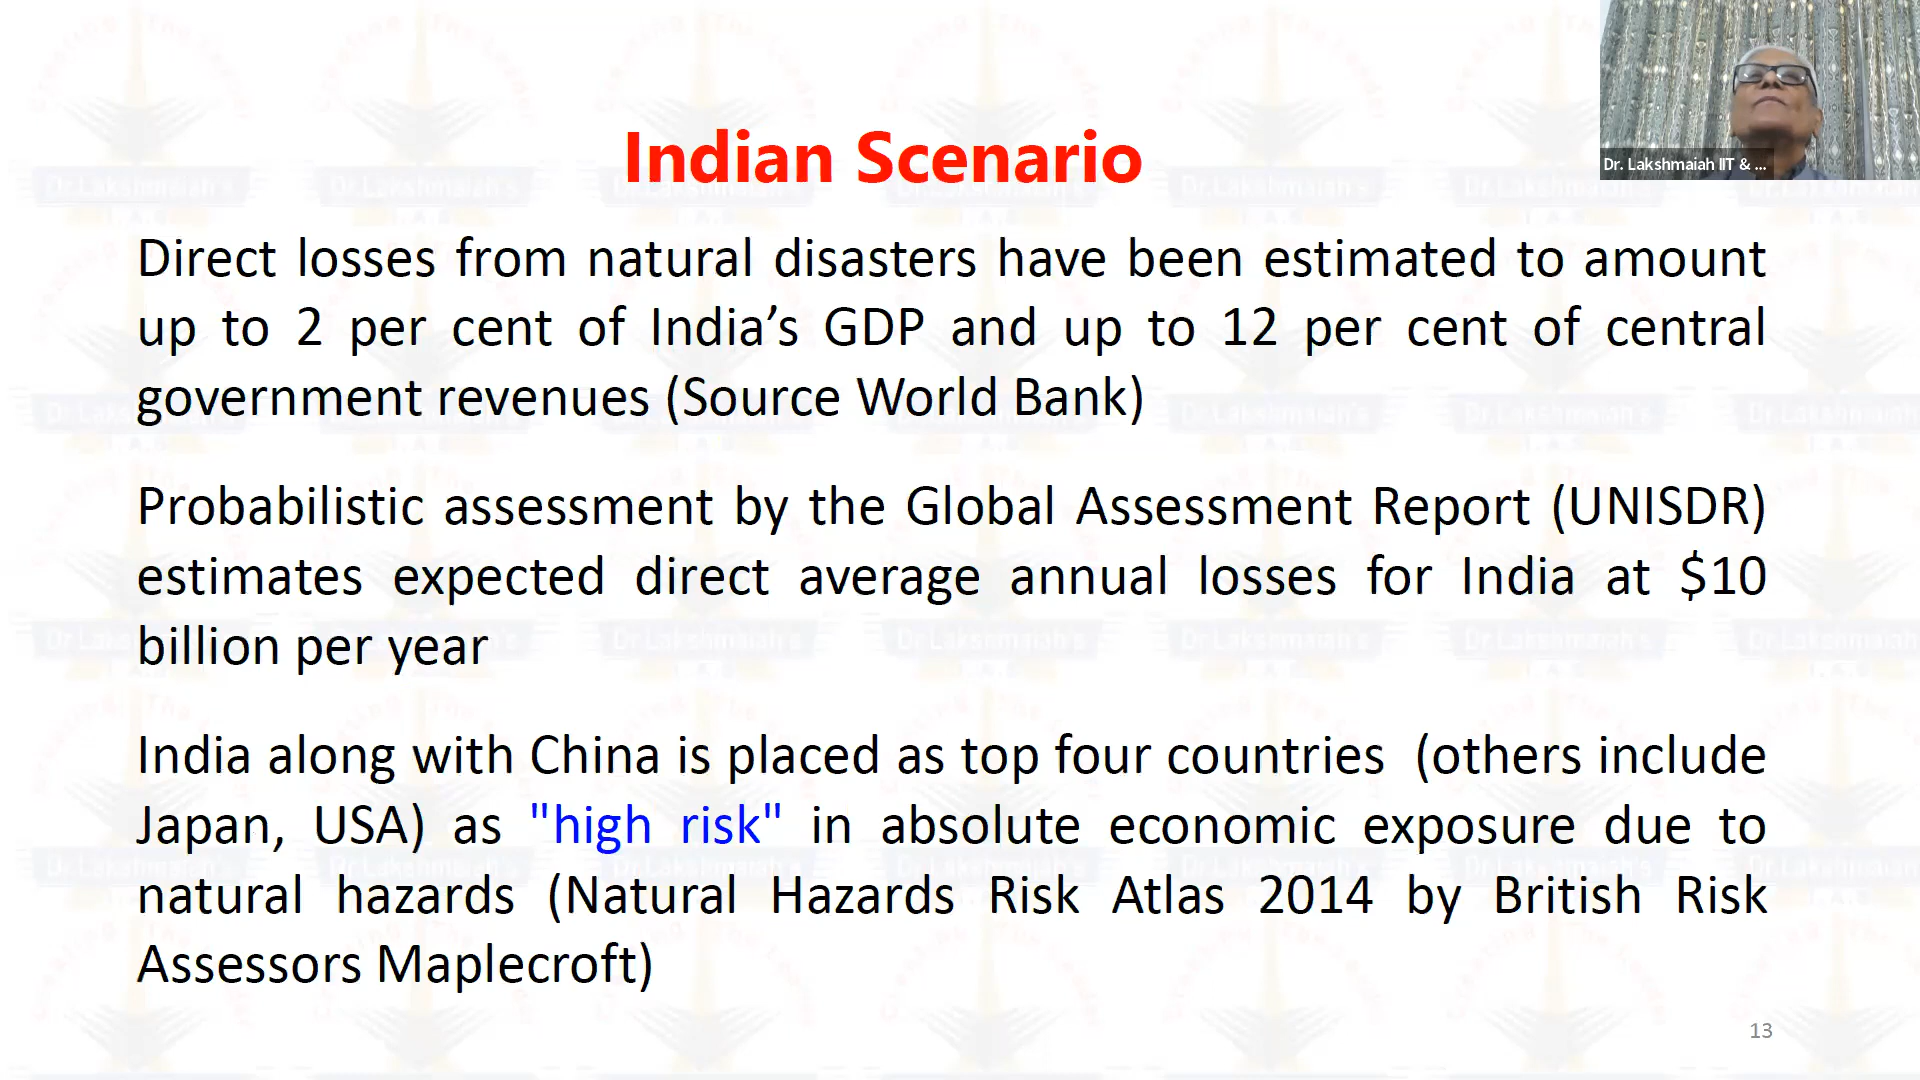 Dr. Lakshmaiah IIT & ...
Indian Scenario
Direct losses from natural disasters have been estimated to amount
up to 2 per cent of India’s GDP and up to 12 per cent of central
government revenues (Source World Bank)
Probabilistic assessment by the Global Assessment Report (UNISDR)
estimates expected direct average annual losses for India at $10
billion per year
India along with China is placed as top four countries  (others include
Japan, USA) as "high risk" in absolute economic exposure due to
natural hazards (Natural Hazards Risk Atlas 2014 by British Risk
Assessors Maplecroft)
13